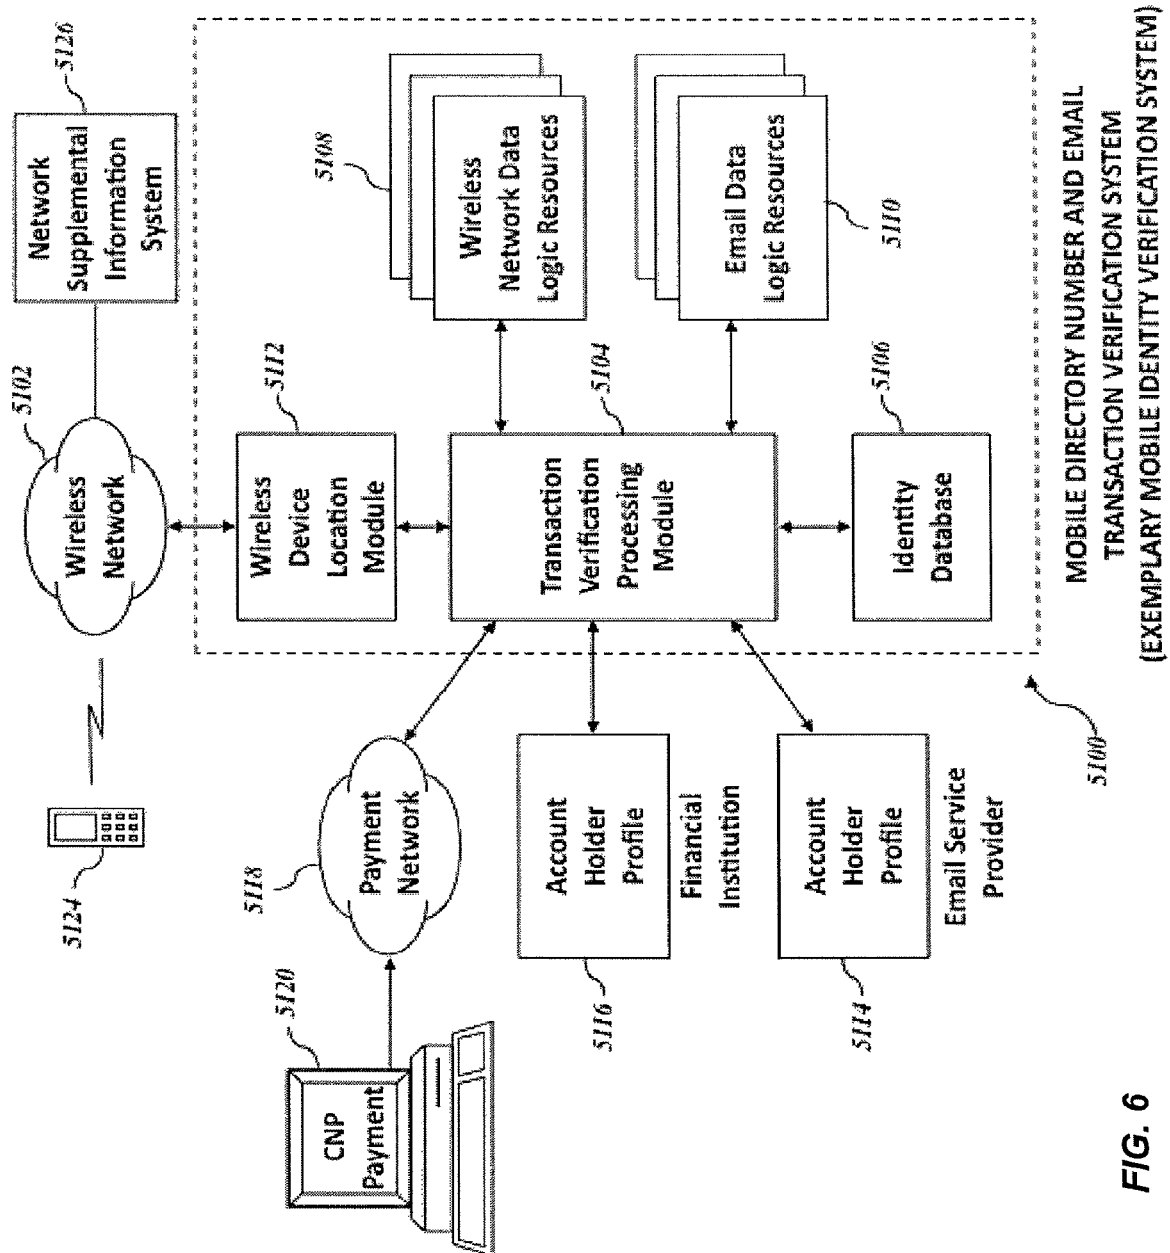 5124
5102
Wireless
Network
5126
Network
Supplemental
Information
System
5120
CNP
Payment
5118
Payment
Network
5112
Wireless
Device
Location
Module
5108
Wireless
Network Data
Logic Resources
5116
Account
Holder
Profile
Financial
Institution
5104
Transaction
Verification
Processing
Module
5114
Account
Holder
Profile
Email Service
Provider
Email Data
Logic Resources
5110
5106
Identity
Database
5100
MOBILE DIRECTORY NUMBER AND EMAIL
TRANSACTION VERIFICATION SYSTEM
(EXEMPLARY MOBILE IDENTITY VERIFICATION SYSTEM)
FIG. 6